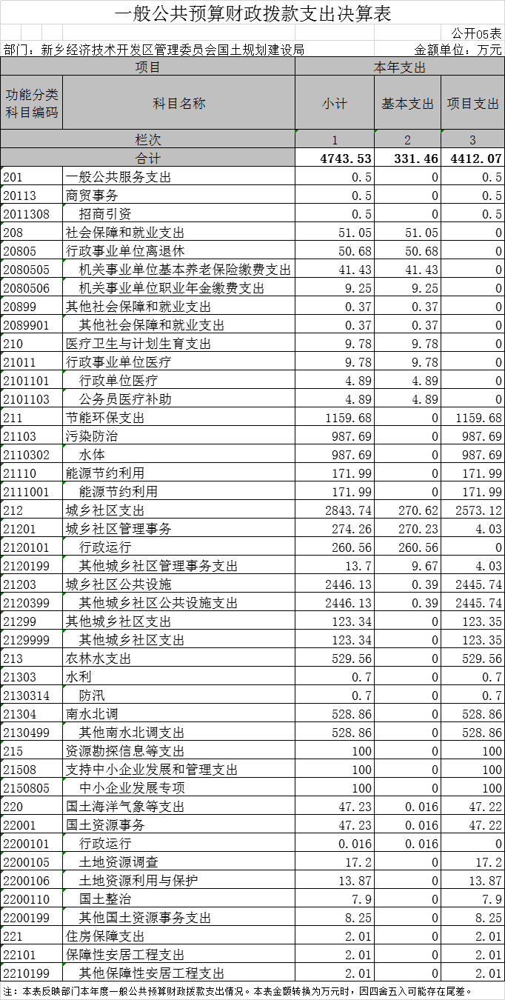 一般公共预算财政拨款支出决算表
公开05表
部门：新乡经济技术开发区管理委员会国土规划建设局 金额单位：万元
项目 本年支出
功能分类科目编码 科目名称 小计 基本支出 项目支出
栏次 1 2 3
合计 4743.53 331.46 4412.07
201 一般公共服务支出 0.5 0 0.5
20113 商贸事务 0.5 0 0.5
2011308 招商引资 0.5 0 0.5
208 社会保障和就业支出 51.05 51.05 0
20805 行政事业单位离退休 50.68 50.68 0
2080505 机关事业单位基本养老保险缴费支出 41.43 41.43 0
2080506 机关事业单位职业年金缴费支出 9.25 9.25 0
20899 其他社会保障和就业支出 0.37 0.37 0
2089901 其他社会保障和就业支出 0.37 0.37 0
210 医疗卫生与计划生育支出 9.78 9.78 0
21011 行政事业单位医疗 9.78 9.78 0
2101101 行政单位医疗 4.89 4.89 0
2101103 公务员医疗补助 4.89 4.89 0
211 节能环保支出 1159.68 0 1159.68
21103 污染防治 987.69 0 987.69
2110302 水体 987.69 0 987.69
21110 能源节约利用 171.99 0 171.99
2111001 能源节约利用 171.99 0 171.99
212 城乡社区支出 2843.74 270.62 2573.12
21201 城乡社区管理事务 274.26 270.23 4.03
2120101 行政运行 260.56 260.56 0
2120199 其他城乡社区管理事务支出 13.7 9.67 4.03
21203 城乡社区公共设施 2446.13 0.39 2445.74
2120399 其他城乡社区公共设施支出 2446.13 0.39 2445.74
21299 其他城乡社区支出 123.34 0 123.35
2129999 其他城乡社区支出 123.34 0 123.35
213 农林水支出 529.56 0 529.56
21303 水利 0.7 0 0.7
2130314 防汛 0.7 0 0.7
21304 南水北调 528.86 0 528.86
2130499 其他南水北调支出 528.86 0 528.86
215 资源勘探信息等支出 100 0 100
21508 支持中小企业发展和管理支出 100 0 100
2150805 中小企业发展专项 100 0 100
220 国土海洋气象等支出 47.23 0.016 47.22
22001 国土资源事务 47.23 0.016 47.22
2200101 行政运行 0.016 0.016 0
2200105 土地资源调查 17.2 0 17.2
2200106 土地资源利用与保护 13.87 0 13.87
2200110 国土整治 7.9 0 7.9
2200199 其他国土资源事务支出 8.25 0 8.25
221 住房保障支出 2.01 0 2.01
22101 保障性安居工程支出 2.01 0 2.01
2210199 其他保障性安居工程支出 2.01 0 2.01
注：本表反映部门本年度一般公共预算财政拨款支出情况。本表金额转换为万元时，因四舍五入可能存在尾差。